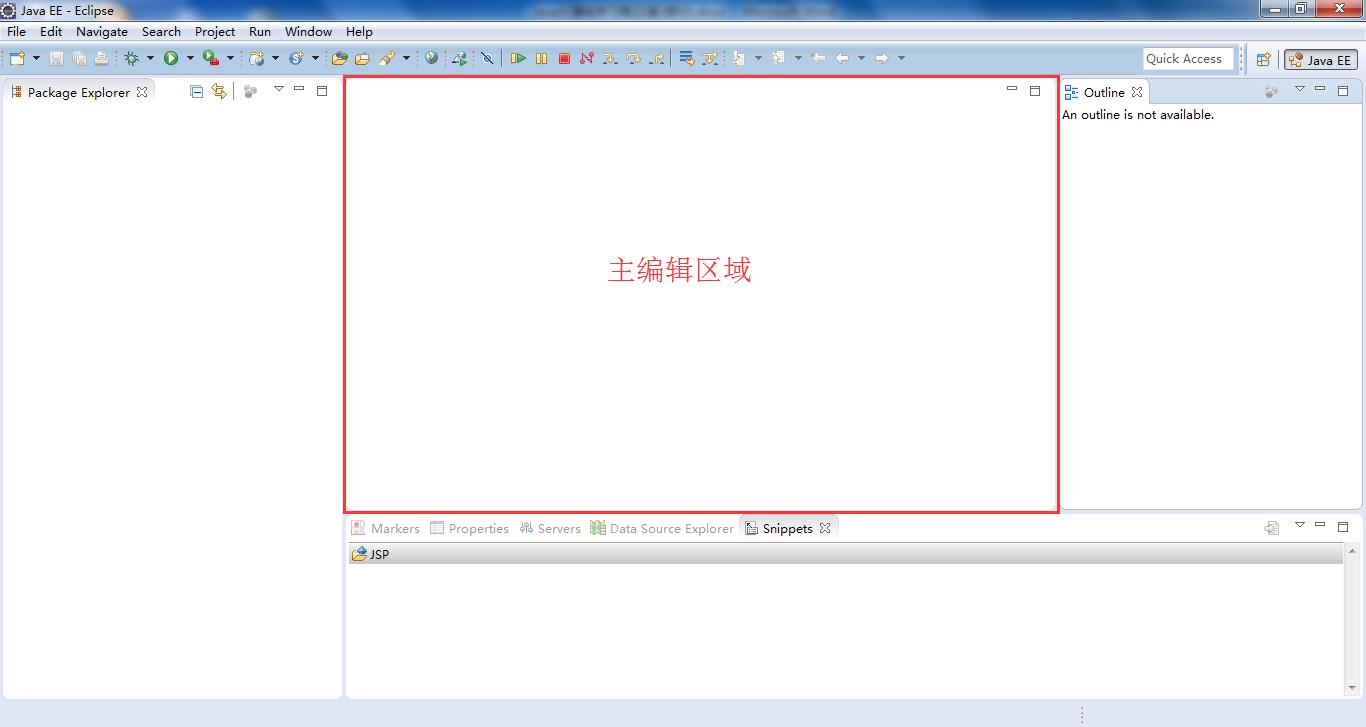 Java EE - Eclipse
File Edit Navigate Search Project Run Window Help
Quick Access
Java EE
Package Explorer
主编辑区域
Outline
An outline is not available.
Markers Properties Servers Data Source Explorer Snippets
JSP